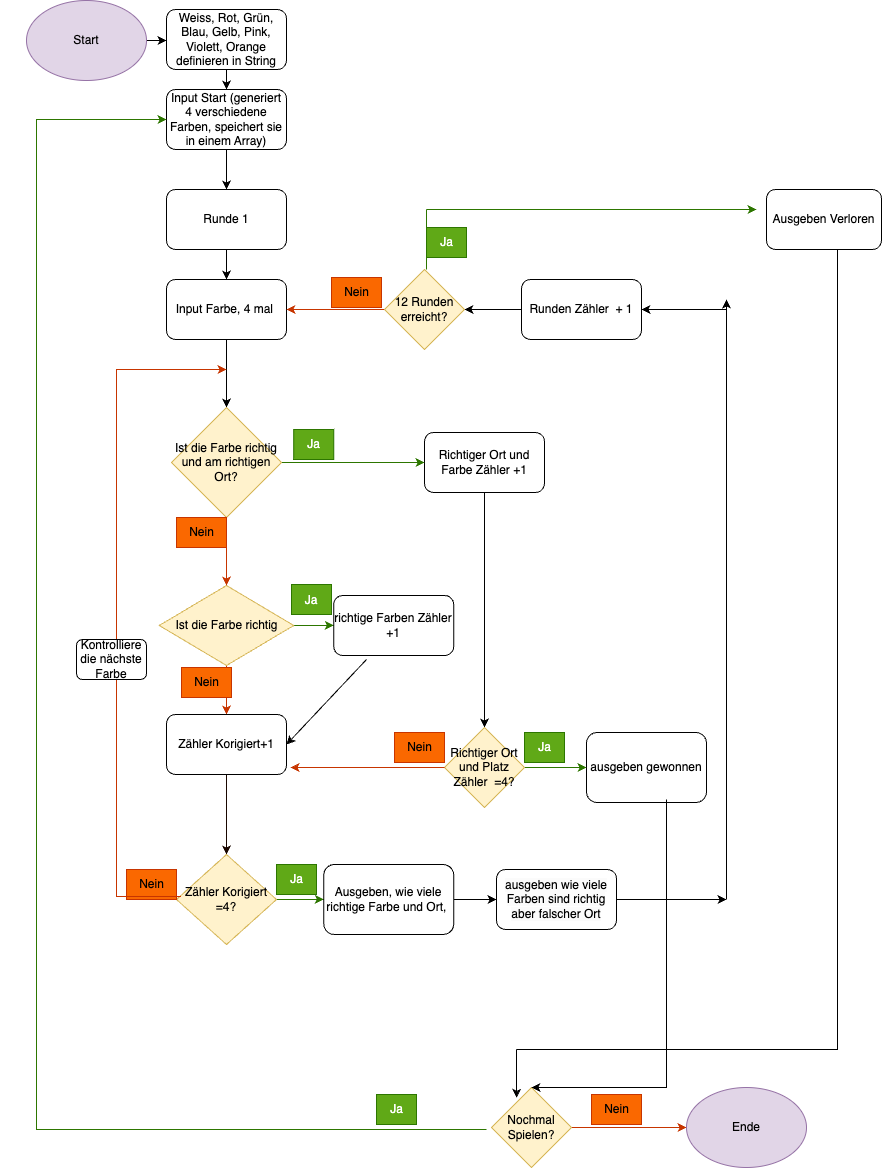 Start
Weiss, Rot, Grün,
Blau, Gelb, Pink,
Violett, Orange
definieren in String
Input Start (generiert
4 verschiedene
Farben, speichert sie
in einem Array)
Runde 1
Ausgeben Verloren
Ja
Nein
12 Runden
erreicht?
Runden Zähler + 1
Input Farbe, 4 mal
Ist die Farbe richtig
und am richtigen
Ort?
Ja
Richtiger Ort und
Farbe Zähler +1
Nein
Ist die Farbe richtig
Ja
richtige Farben Zähler
+1
Kontrolliere
die nächste
Farbe
Nein
Zähler Korigiert+1
Nein
Richtiger Ort
und Platz
Zähler =4?
Ja
ausgeben gewonnen
Nein
Zähler Korigiert
=4?
Ja
Ausgeben, wie viele
richtige Farbe und Ort,
ausgeben wie viele
Farben sind richtig
aber falscher Ort
Ja
Nochmal
Spielen?
Nein
Ende